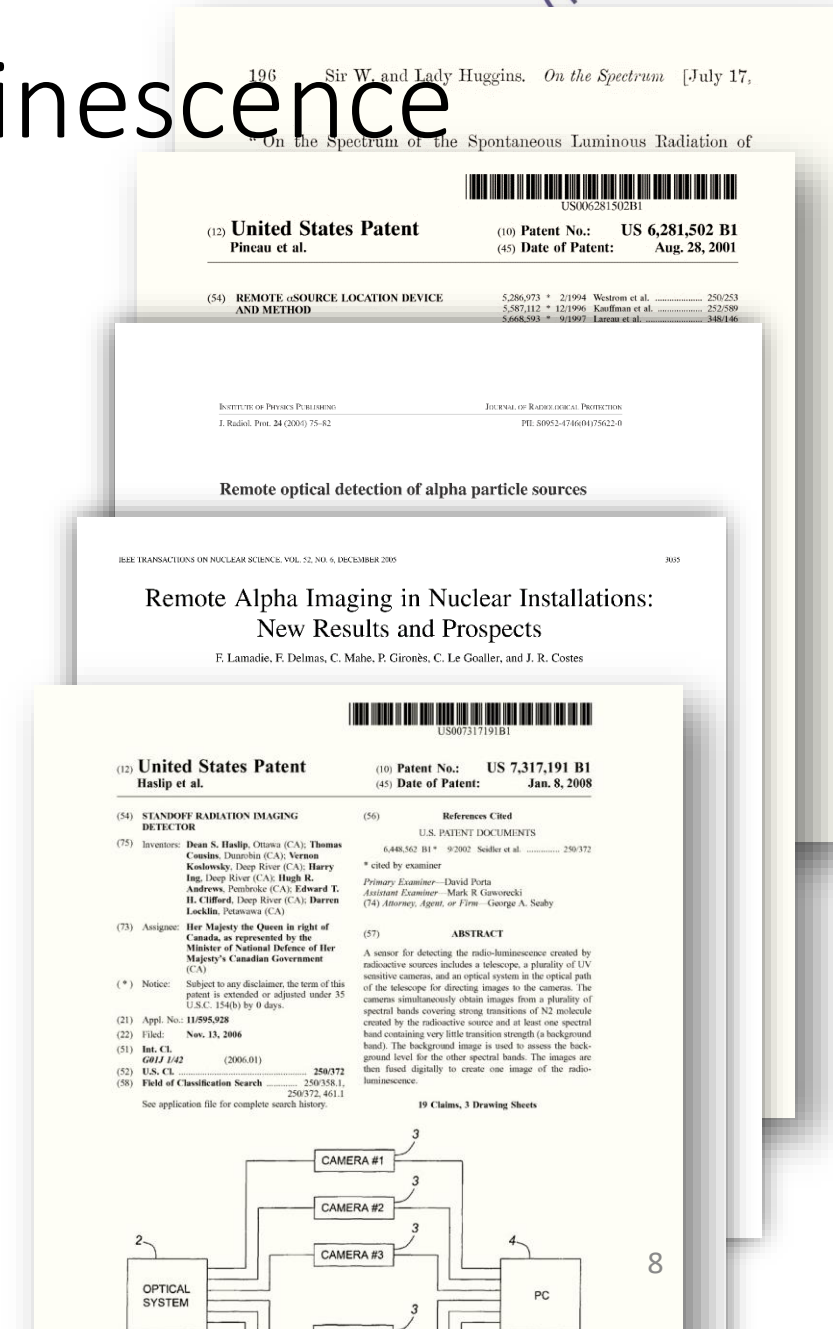 inescence
196 Sir W. and Lady Huggins. On the Spectrum [July 17,
“ On the Spectrum of the Spontaneous Luminous Radiation of
US006281502B1
(12) United States Patent
Pineau et al.
(10) Patent No.: US 6,281,502 B1
(45) Date of Patent: Aug. 28, 2001
(54) REMOTE αSOURCE LOCATION DEVICE
AND METHOD
5,286,973 * 2/1994 Westrom et al. ................... 250/253
5,587,112 * 12/1996 Kauffman et al. .................. 252/589
5,668,593 * 9/1997 Lareau et al. ....................... 348/146
INSTITUTE OF PHYSICS PUBLISHING
JOURNAL OF RADIOLOGICAL PROTECTION
J. Radiol. Prot. 24 (2004) 75–82
PII: S0952-4746(04)75622-0
Remote optical detection of alpha particle sources
IEEE TRANSACTIONS ON NUCLEAR SCIENCE, VOL. 52, NO. 6, DECEMBER 2005
3035
Remote Alpha Imaging in Nuclear Installations:
New Results and Prospects
F. Lamadie, F. Delmas, C. Mahe, P. Gironès, C. Le Goaller, and J. R. Costes
US007317191B1
(12) United States Patent
Haslip et al.
(10) Patent No.: US 7,317,191 B1
(45) Date of Patent: Jan. 8, 2008
(54) STANDOFF RADIATION IMAGING
DETECTOR
(75) Inventors: Dean S. Haslip, Ottawa (CA); Thomas
Cousins, Dunrobin (CA); Vernon
Koslowsky, Deep River (CA); Harry
Ing, Deep River (CA); Hugh R.
Andrews, Pembroke (CA); Edward T.
H. Clifford, Deep River (CA); Darren
Locklin, Petawawa (CA)
(73) Assignee: Her Majesty the Queen in right of
Canada, as represented by the
Minister of National Defence of Her
Majesty's Canadian Government
(CA)
( * ) Notice: Subject to any disclaimer, the term of this
patent is extended or adjusted under 35
U.S.C. 154(b) by 0 days.
(21) Appl. No.: 11/595,928
(22) Filed: Nov. 13, 2006
(51) Int. Cl.
G01J 1/42 (2006.01)
(52) U.S. Cl. ................................................. 250/372
(58) Field of Classification Search ............ 250/358.1,
250/372, 461.1
See application file for complete search history.
(56) References Cited
U.S. PATENT DOCUMENTS
6,448,562 B1 * 9/2002 Seidler et al. ............. 250/372
* cited by examiner
Primary Examiner—David Porta
Assistant Examiner—Mark R Gaworecki
(74) Attorney, Agent, or Firm—George A. Seaby
(57) ABSTRACT
A sensor for detecting the radio-luminescence created by
radioactive sources includes a telescope, a plurality of UV
sensitive cameras, and an optical system in the optical path
of the telescope for directing images to the cameras. The
cameras simultaneously obtain images from a plurality of
spectral bands covering strong transitions of N2 molecule
created by the radioactive source and at least one spectral
band containing very little transition strength (a background
band). The background image is used to assess the back-
ground level for the other spectral bands. The images are
then fused digitally to create one image of the radio-
luminescence.
19 Claims, 3 Drawing Sheets
3
CAMERA #1
3
CAMERA #2
3
CAMERA #3
2
4
OPTICAL
SYSTEM
PC
3
8